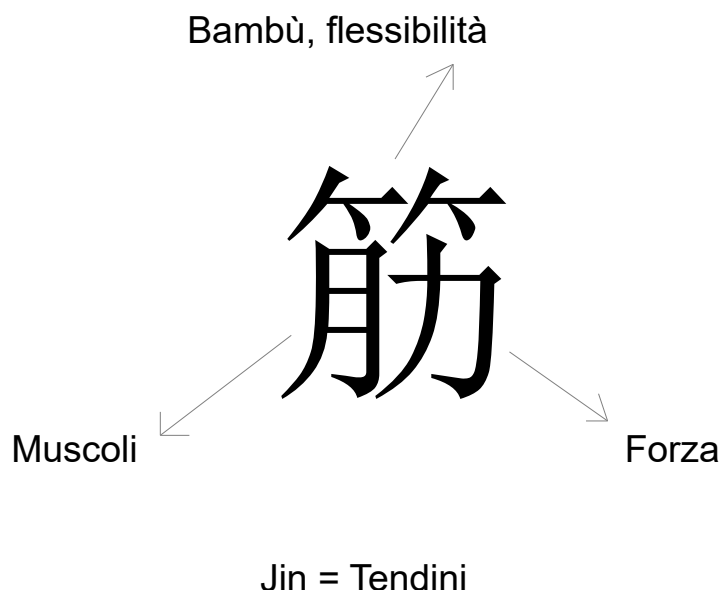 Bambù, flessibilità
筋
Muscoli
Forza
Jin = Tendini